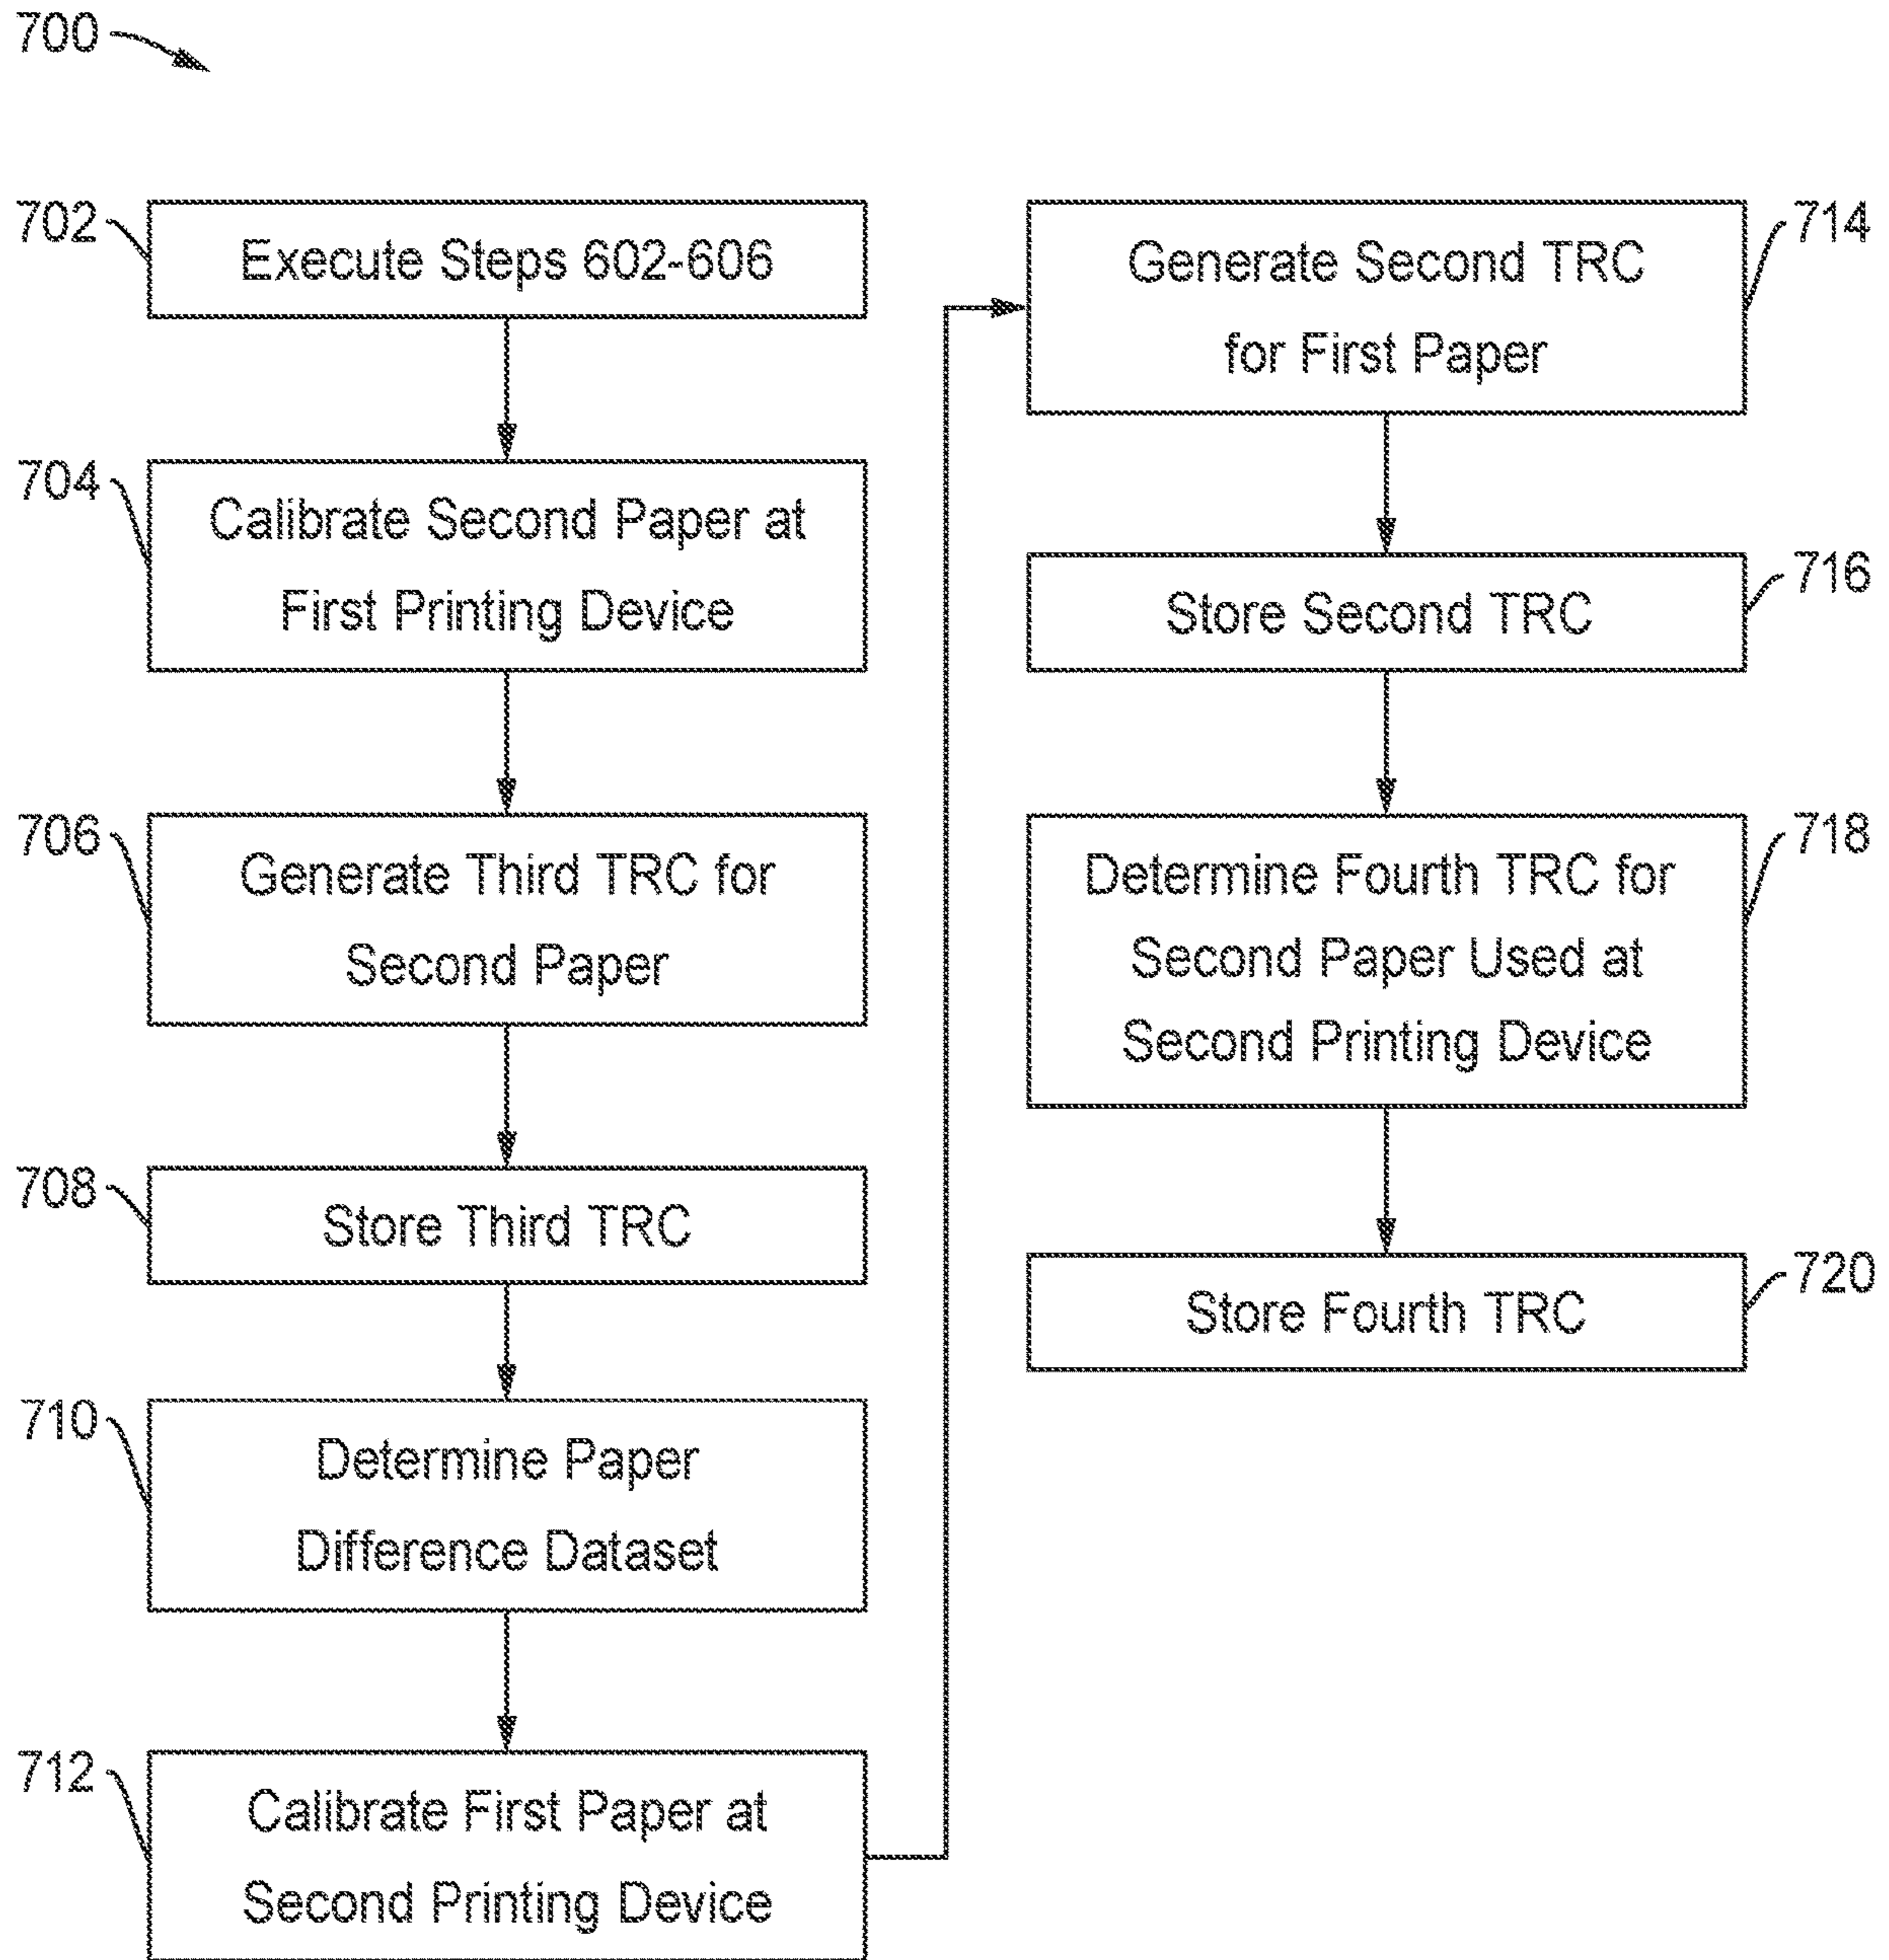 700
702
Execute Steps 602-606
704
Calibrate Second Paper at
First Printing Device
706
Generate Third TRC for
Second Paper
708
Store Third TRC
710
Determine Paper
Difference Dataset
712
Calibrate First Paper at
Second Printing Device
714
Generate Second TRC
for First Paper
716
Store Second TRC
718
Determine Fourth TRC for
Second Paper Used at
Second Printing Device
720
Store Fourth TRC